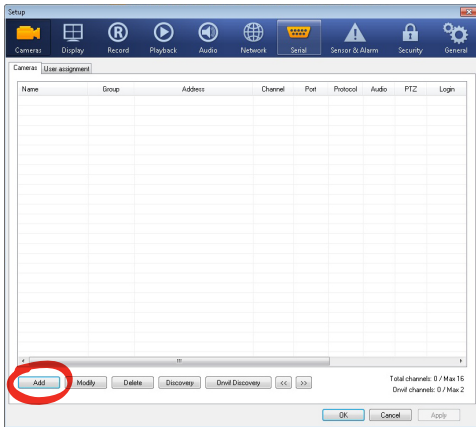 Setup
Cameras Display Record Playback Audio Network Serial Sensor & Alarm Security General
Cameras User assignment
Name Group Address Channel Port Protocol Audio PTZ Login
Add Modify Delete Discovery Onvif Discovery << >>
Total channels: 0 / Max 16
Onvif channels: 0 / Max 2
OK Cancel Apply